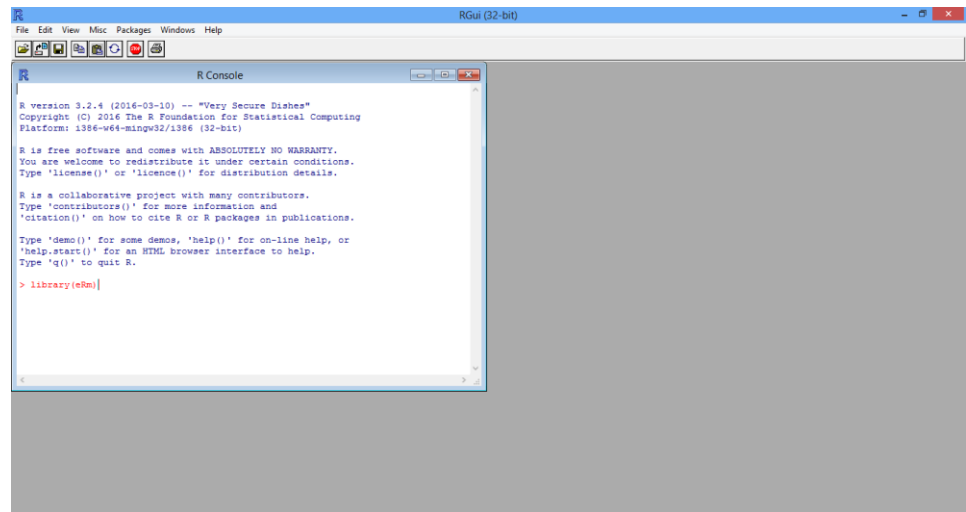 RGui (32-bit)
File Edit View Misc Packages Windows Help
STOP
R Console
R version 3.2.4 (2016-03-10) -- "Very Secure Dishes"
Copyright (C) 2016 The R Foundation for Statistical Computing
Platform: i386-w64-mingw32/i386 (32-bit)
R is free software and comes with ABSOLUTELY NO WARRANTY.
You are welcome to redistribute it under certain conditions.
Type 'license()' or 'licence()' for distribution details.
R is a collaborative project with many contributors.
Type 'contributors()' for more information and
'citation()' on how to cite R or R packages in publications.
Type 'demo()' for some demos, 'help()' for on-line help, or
'help.start()' for an HTML browser interface to help.
Type 'q()' to quit R.
> library(eRm)